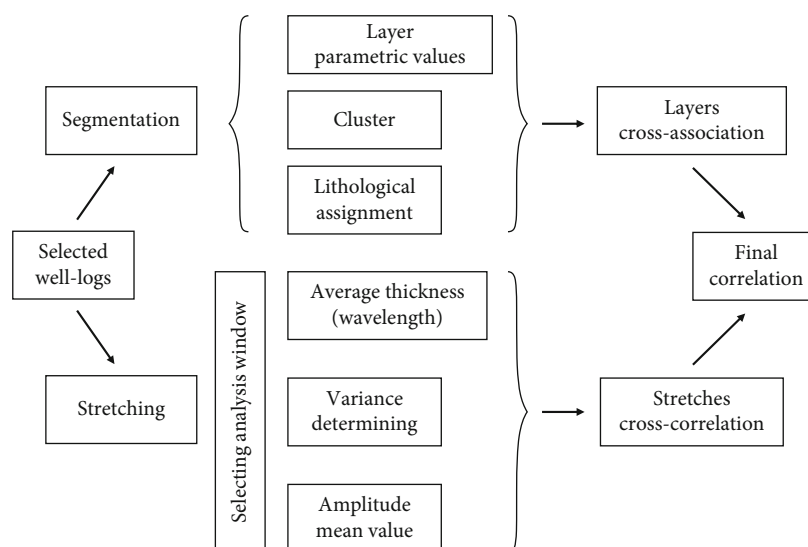 Layer
parametric values
Segmentation
Cluster
Layers
cross-association
Lithological
assignment
Selected
well-logs
Final
correlation
Selecting analysis window
Average thickness
(wavelength)
Stretching
Variance
determining
Stretches
cross-correlation
Amplitude
mean value